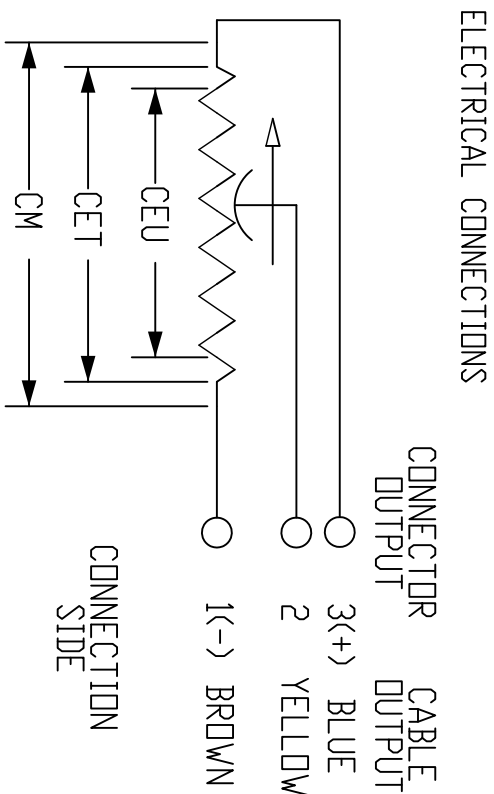 ELECTRICAL CONNECTIONS
CONNECTOR
OUTPUT
CABLE
OUTPUT
3(+) BLUE
2 YELLOW
1(-) BROWN
CEU
CET
CM
CONNECTION
SIDE